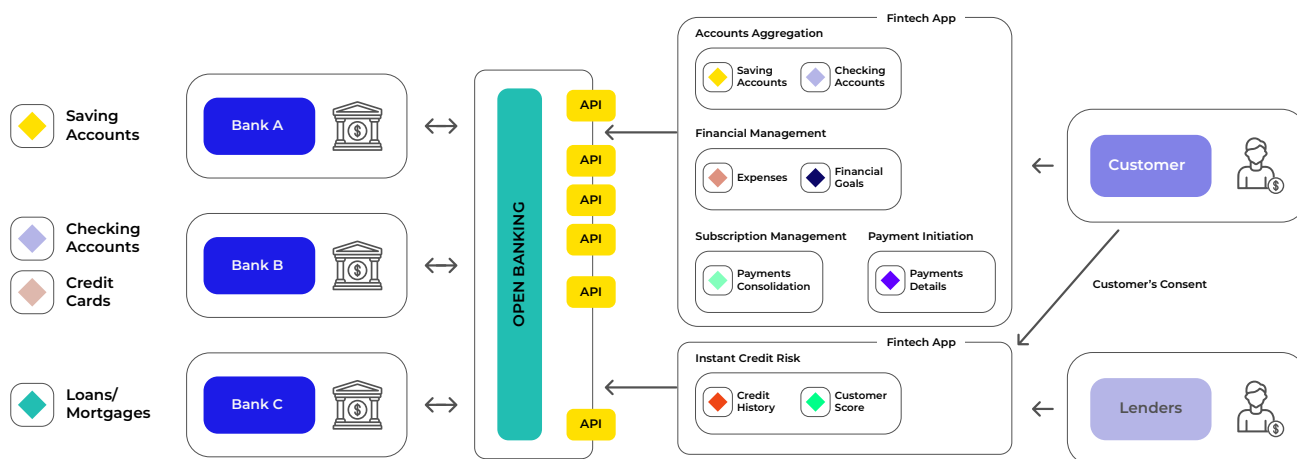 Saving
Accounts
Checking
Accounts
Credit
Cards
Loans/
Mortgages
Bank A
Bank B
Bank C
OPEN BANKING
API
API
API
API
API
API
Fintech App
Accounts Aggregation
Saving
Accounts
Checking
Accounts
Financial Management
Expenses
Financial
Goals
Subscription Management
Payments
Consolidation
Payment Initiation
Payments
Details
Fintech App
Instant Credit Risk
Credit
History
Customer
Score
Customer
Customer’s Consent
Lenders